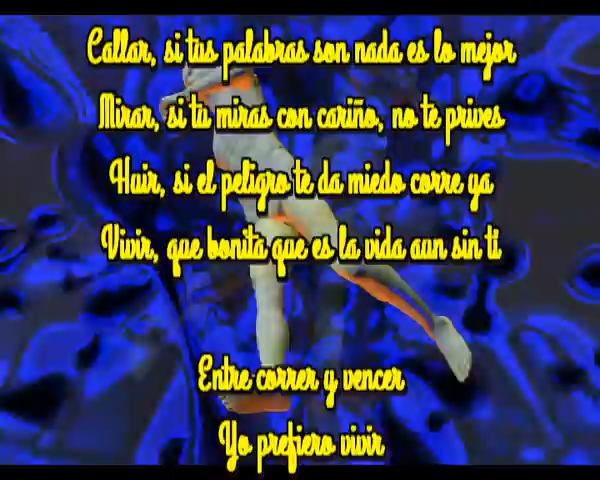 Callar, si tus palabras son nada es lo mejor
Mirar, si tu miras con cariño, no te prives
Huir, si el peligro te da miedo corre ya
Vivir, que bonita que es la vida aun sin ti
Entre correr y vencer
Yo prefiero vivir